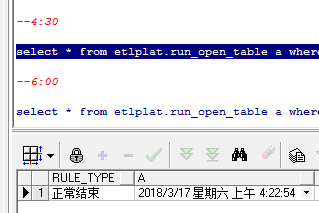 --4:30
select * from etlplat.run_open_table a where
--6:00
select * from etlplat.run_open_table a where
RULE_TYPE A
1 正常结束 2018/3/17 星期六 上午 4:22:54